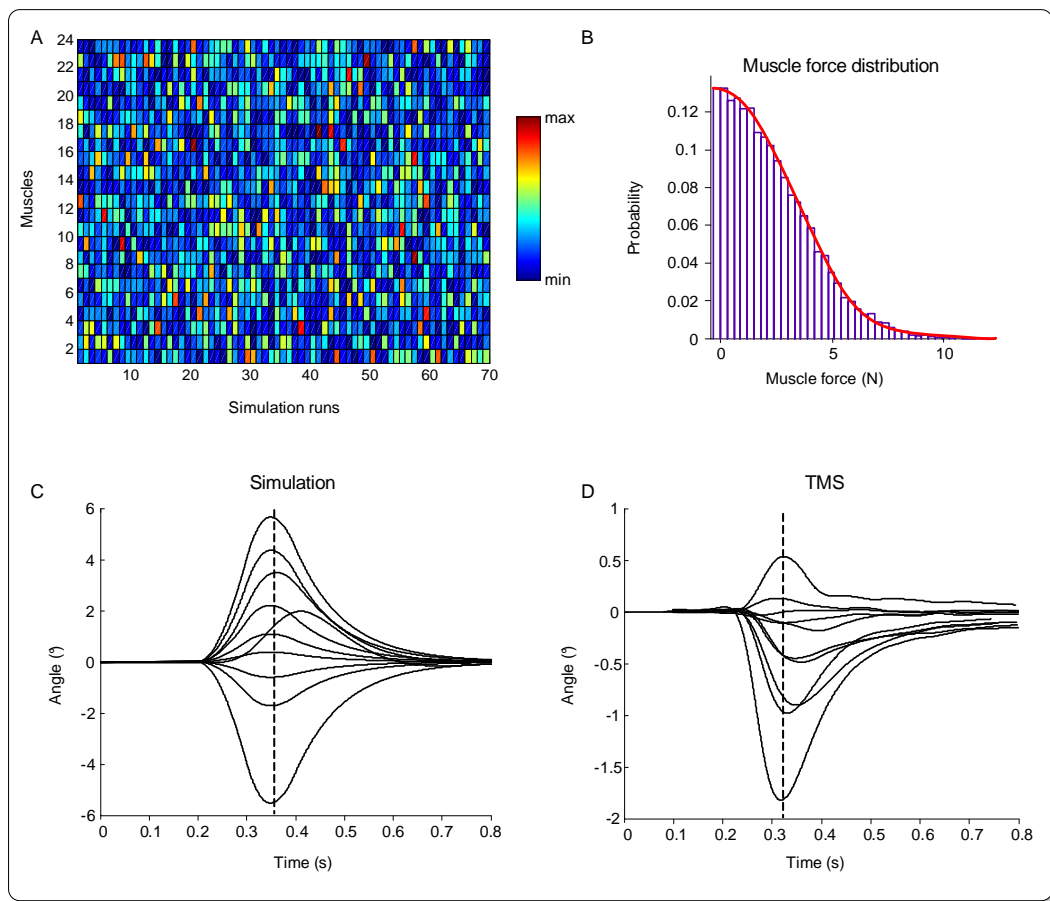 A
24
22
20
18
16
14
12
10
8
6
4
2
Muscles
10 20 30 40 50 60 70
Simulation runs
max
min
B
Muscle force distribution
0.12
0.1
0.08
0.06
0.04
0.02
0
Probability
0 5 10
Muscle force (N)
C
Simulation
6
4
2
0
-2
-4
-6
Angle (°)
0 0.1 0.2 0.3 0.4 0.5 0.6 0.7 0.8
Time (s)
D
TMS
1
0.5
0
-0.5
-1
-1.5
-2
Angle (°)
0 0.1 0.2 0.3 0.4 0.5 0.6 0.7 0.8
Time (s)